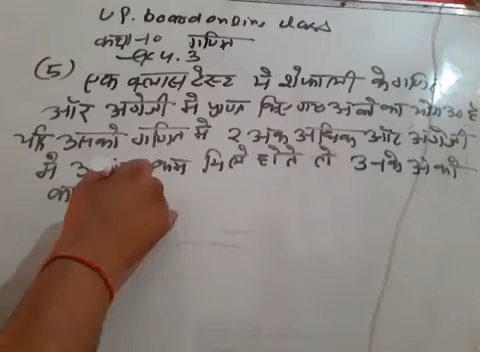 U.P. board online class
कक्षा-10 गणित
Ex 4.3
(5) एक क्लास टेस्ट में शेफाली के गणित
और अंग्रेजी में प्राप्त किए गए अंको का योग 30 है
यदि उसको गणित में 2 अंक अधिक और अंग्रेजी
में 3 कम मिले होते तो उनके अंको
का